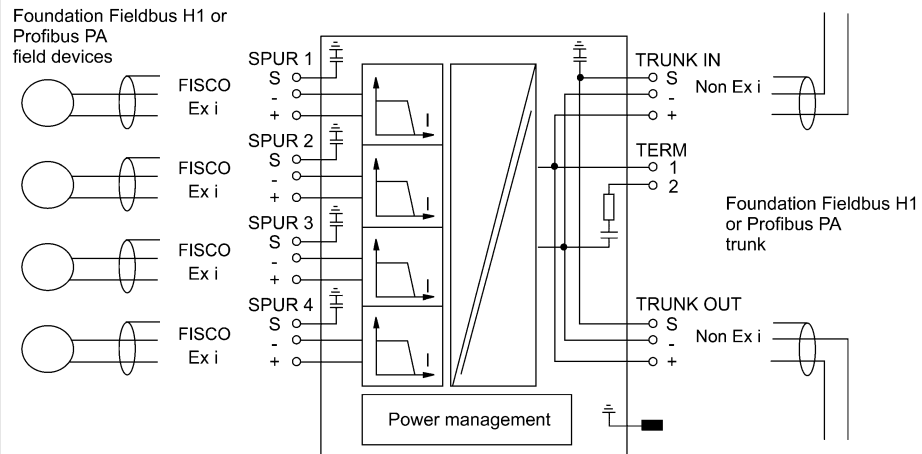 Foundation Fieldbus H1 or
Profibus PA
field devices
SPUR 1
S
-
+
FISCO
Ex i
SPUR 2
S
-
+
FISCO
Ex i
SPUR 3
S
-
+
FISCO
Ex i
SPUR 4
S
-
+
FISCO
Ex i
I
I
I
I
Power management
TRUNK IN
S
-
+
Non Ex i
TERM
1
2
Foundation Fieldbus H1
or Profibus PA
trunk
TRUNK OUT
S
-
+
Non Ex i